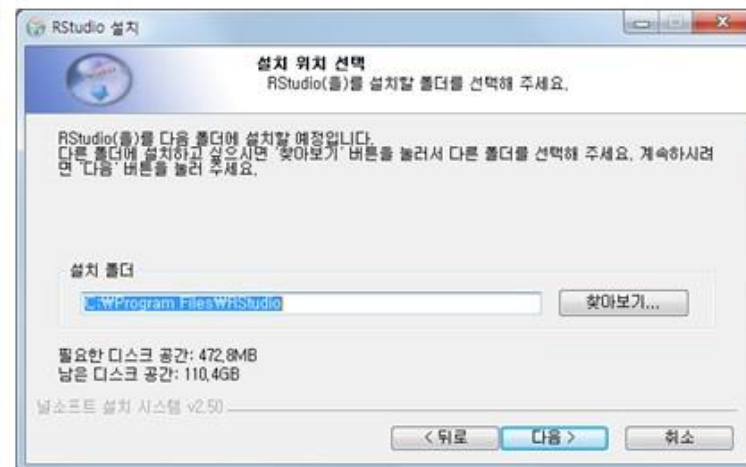 RStudio 설치
설치 위치 선택
RStudio(을)를 설치할 폴더를 선택해 주세요.
RStudio(을)를 다음 폴더에 설치할 예정입니다.
다른 폴더에 설치하고 싶으시면 '찾아보기' 버튼을 눌러서 다른 폴더를 선택해 주세요. 계속하시려
면 '다음' 버튼을 눌러 주세요.
설치 폴더
C:₩Program Files₩RStudio
찾아보기...
필요한 디스크 공간: 472.8MB
남은 디스크 공간: 110.4GB
널소프트 설치 시스템 v2.50
< 뒤로
다음 >
취소